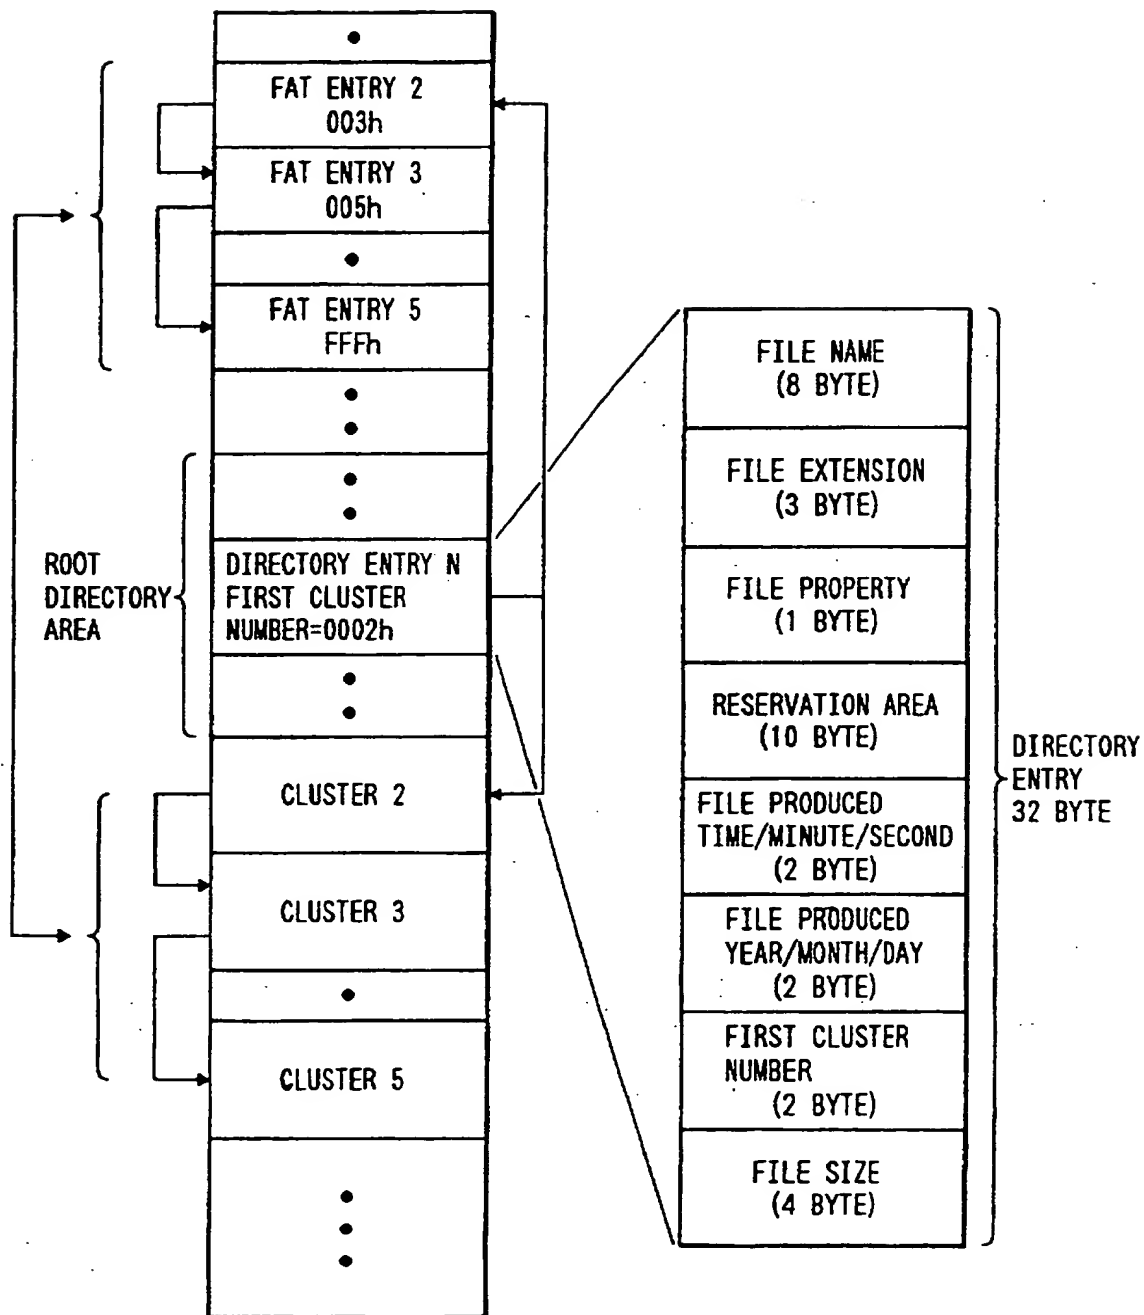 FAT ENTRY 2
003h
FAT ENTRY 3
005h
FAT ENTRY 5
FFFh
ROOT
DIRECTORY
AREA
DIRECTORY ENTRY N
FIRST CLUSTER
NUMBER=0002h
CLUSTER 2
CLUSTER 3
CLUSTER 5
FILE NAME
(8 BYTE)
FILE EXTENSION
(3 BYTE)
FILE PROPERTY
(1 BYTE)
RESERVATION AREA
(10 BYTE)
FILE PRODUCED
TIME/MINUTE/SECOND
(2 BYTE)
FILE PRODUCED
YEAR/MONTH/DAY
(2 BYTE)
FIRST CLUSTER
NUMBER
(2 BYTE)
FILE SIZE
(4 BYTE)
DIRECTORY
ENTRY
32 BYTE